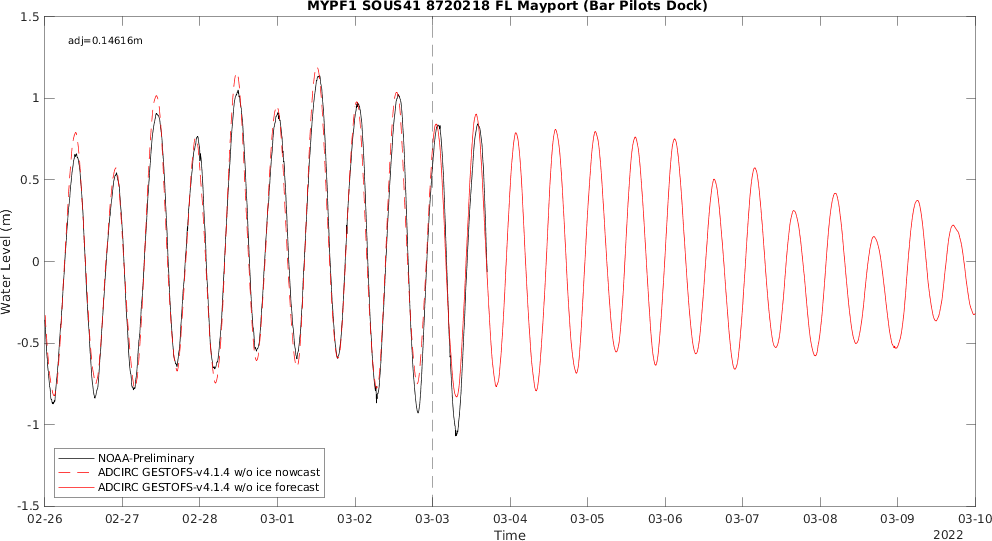 MYPF1 SOUS41 8720218 FL Mayport (Bar Pilots Dock)
1.5
adj=0.14616m
1
0.5
0
-0.5
-1
-1.5
Water Level (m)
NOAA-Preliminary
ADCIRC GESTOFS-v4.1.4 w/o ice nowcast
ADCIRC GESTOFS-v4.1.4 w/o ice forecast
02-26 02-27 02-28 03-01 03-02 03-03 03-04 03-05 03-06 03-07 03-08 03-09 03-10
Time
2022